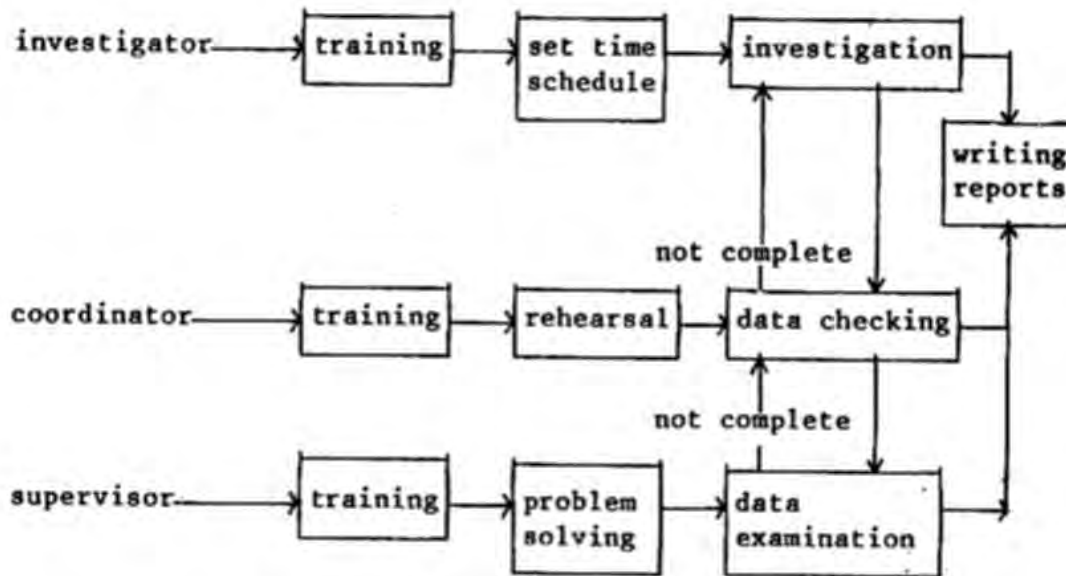 investigator
training
set time
schedule
investigation
writing
reports
not complete
coordinator
training
rehearsal
data checking
not complete
supervisor
training
problem
solving
data
examination